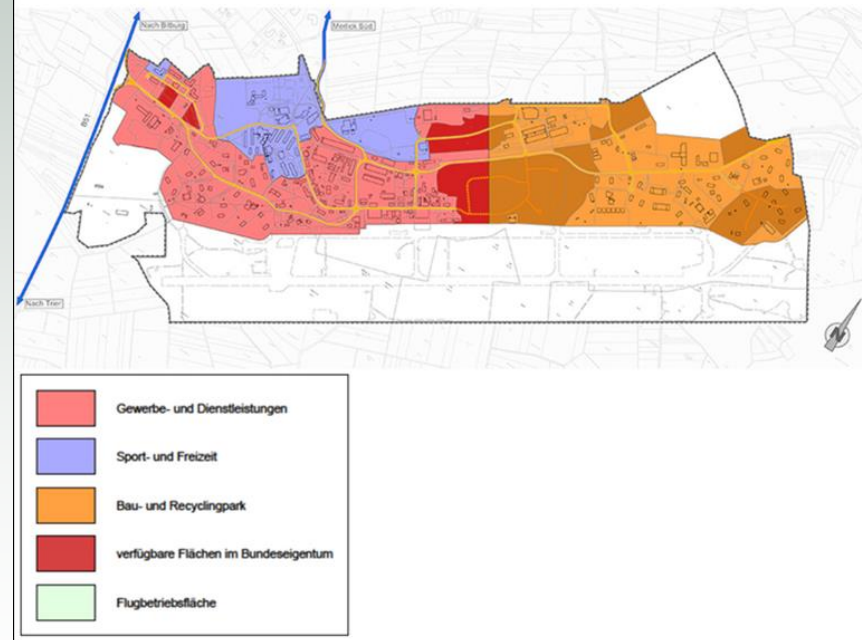 Nach Bitburg
Mötsch Süd
B51
Nach Trier
N
Gewerbe- und Dienstleistungen
Sport- und Freizeit
Bau- und Recyclingpark
verfügbare Flächen im Bundeseigentum
Flugbetriebsfläche